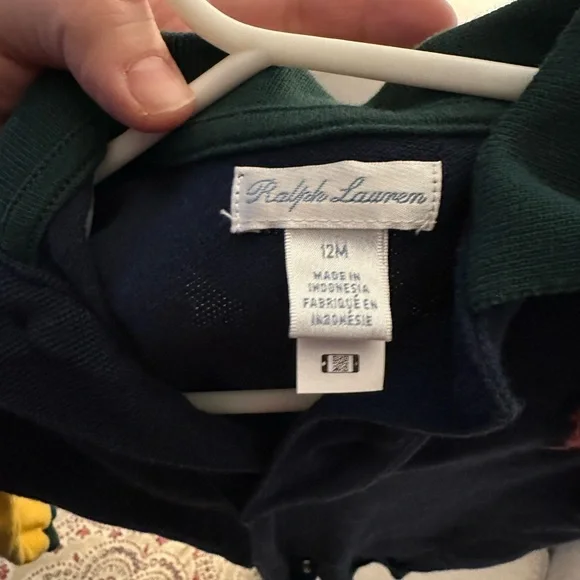 Ralph Lauren
12M
MADE IN
INDONESIA
FABRIQUÉ EN
INDONÉSIE